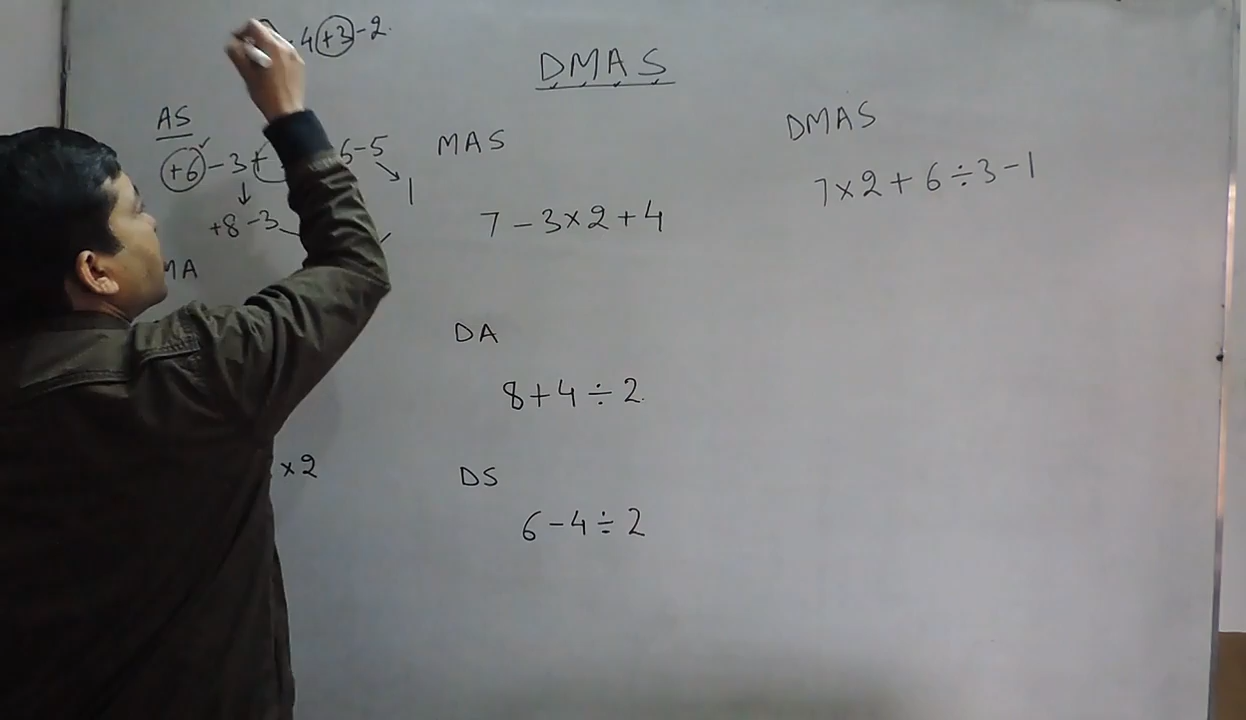 4+3-2.
DMAS
AS
+6-3+ 6-5
1
+8-3
MA
×2
MAS
7-3×2+4
DA
8+4÷2.
DS
6-4÷2
DMAS
7×2+6÷3-1